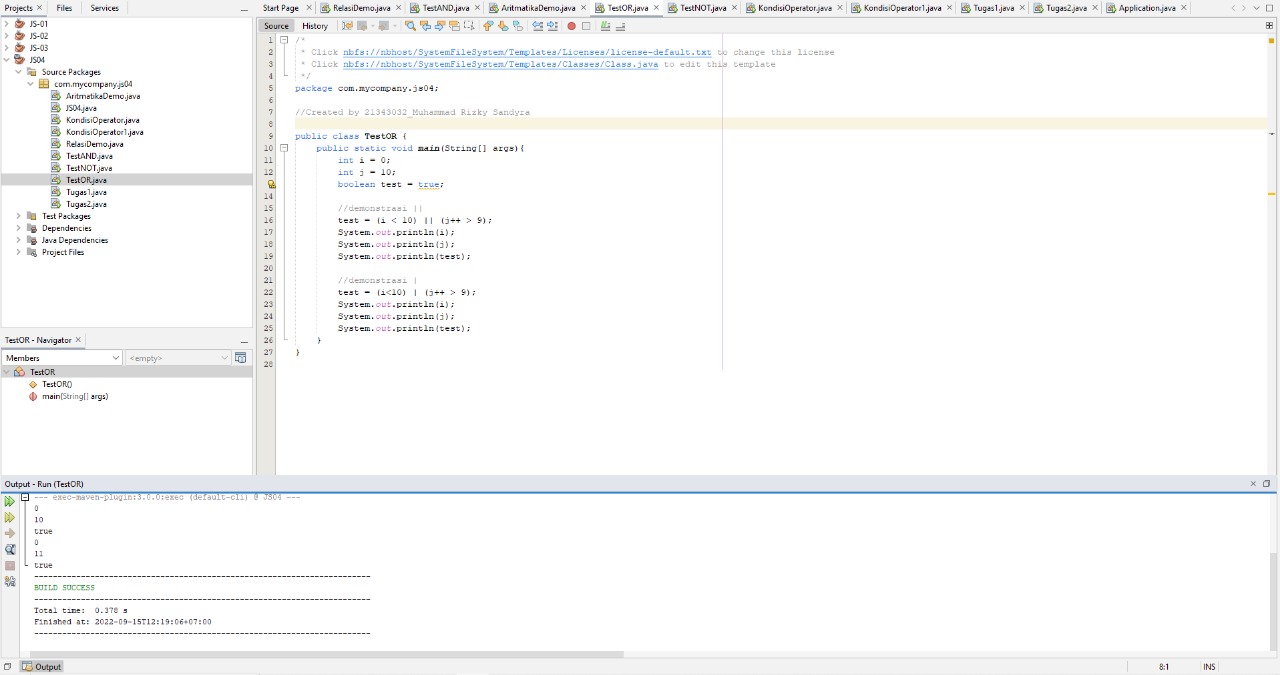 Projects × Files Services
JS-01
JS-02
JS-03
JS04
Source Packages
com.mycompany.js04
AritmatikaDemo.java
JS04.java
KondisiOperator.java
KondisiOperator1.java
RelasiDemo.java
TestAND.java
TestNOT.java
TestOR.java
Tugas1.java
Tugas2.java
Test Packages
Dependencies
Java Dependencies
Project Files
TestOR - Navigator ×
Members <empty>
TestOR
TestOR()
main(String[] args)
Start Page × RelasiDemo.java × TestAND.java × AritmatikaDemo.java × TestOR.java × TestNOT.java × KondisiOperator.java × KondisiOperator1.java × Tugas1.java × Tugas2.java × Application.java ×
Source History
1 /*
2 * Click nbfs://nbhost/SystemFileSystem/Templates/Licenses/license-default.txt to change this license
3 * Click nbfs://nbhost/SystemFileSystem/Templates/Classes/Class.java to edit this template
4 */
5 package com.mycompany.js04;
6
7 //Created by 21343032_Muhammad Rizky Sandyra
8
9 public class TestOR {
10 public static void main(String[] args){
11 int i = 0;
12 int j = 10;
boolean test = true;
14
15 //demonstrasi ||
16 test = (i < 10) || (j++ > 9);
17 System.out.println(i);
18 System.out.println(j);
19 System.out.println(test);
20
21 //demonstrasi |
22 test = (i<10) | (j++ > 9);
23 System.out.println(i);
24 System.out.println(j);
25 System.out.println(test);
26 }
27 }
28
Output - Run (TestOR)
--- exec-maven-plugin:3.0.0:exec (default-cli) @ JS04 ---
0
10
true
0
11
true
------------------------------------------------------------------------
BUILD SUCCESS
------------------------------------------------------------------------
Total time: 0.378 s
Finished at: 2022-09-15T12:19:06+07:00
------------------------------------------------------------------------
Output
8:1 INS